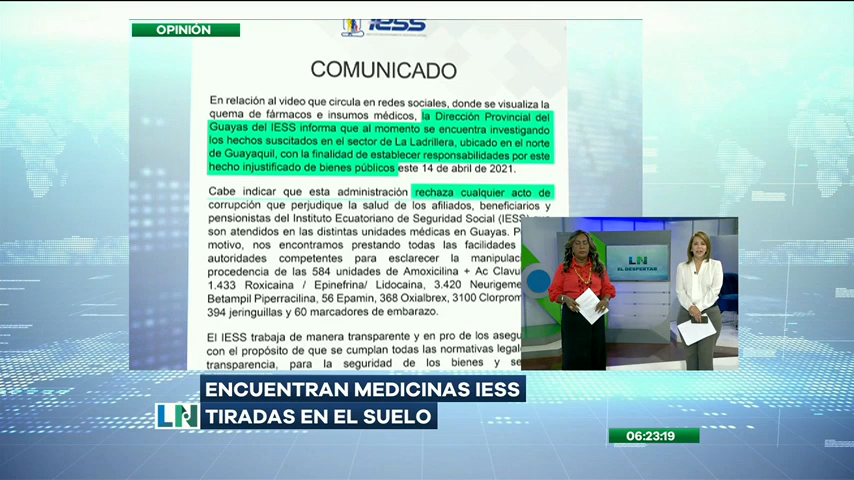 OPINIÓN
IESS
COMUNICADO
En relación al video que circula en redes sociales, donde se visualiza la
quema de fármacos e insumos médicos, la Dirección Provincial del
Guayas del IESS informa que al momento se encuentra investigando
los hechos suscitados en el sector de La Ladrillera, ubicado en el norte
de Guayaquil, con la finalidad de establecer responsabilidades por este
hecho injustificado de bienes públicos este 14 de abril de 2021.
Cabe indicar que esta administración rechaza cualquier acto de
corrupción que perjudique la salud de los afiliados, beneficiarios y
pensionistas del Instituto Ecuatoriano de Seguridad Social (IESS)
son atendidos en las distintas unidades médicas en Guayas. P
motivo, nos encontramos prestando todas las facilidades
autoridades competentes para esclarecer la manipulac
procedencia de las 584 unidades de Amoxicilina + Ac Clavu
1.433 Roxicaina / Epinefrina/ Lidocaina, 3.420 Neurigeme
Betampil Piperracilina, 56 Epamin, 368 Oxialbrex, 3100 Clorprom
394 jeringuillas y 60 marcadores de embarazo.
El IESS trabaja de manera transparente y en pro de los asegu
con el propósito de que se cumplan todas las normativas legale
transparencia, para la seguridad de los bienes y se
LN
EL DESPERTAR
ENCUENTRAN MEDICINAS IESS
LN
TIRADAS EN EL SUELO
06:23:19